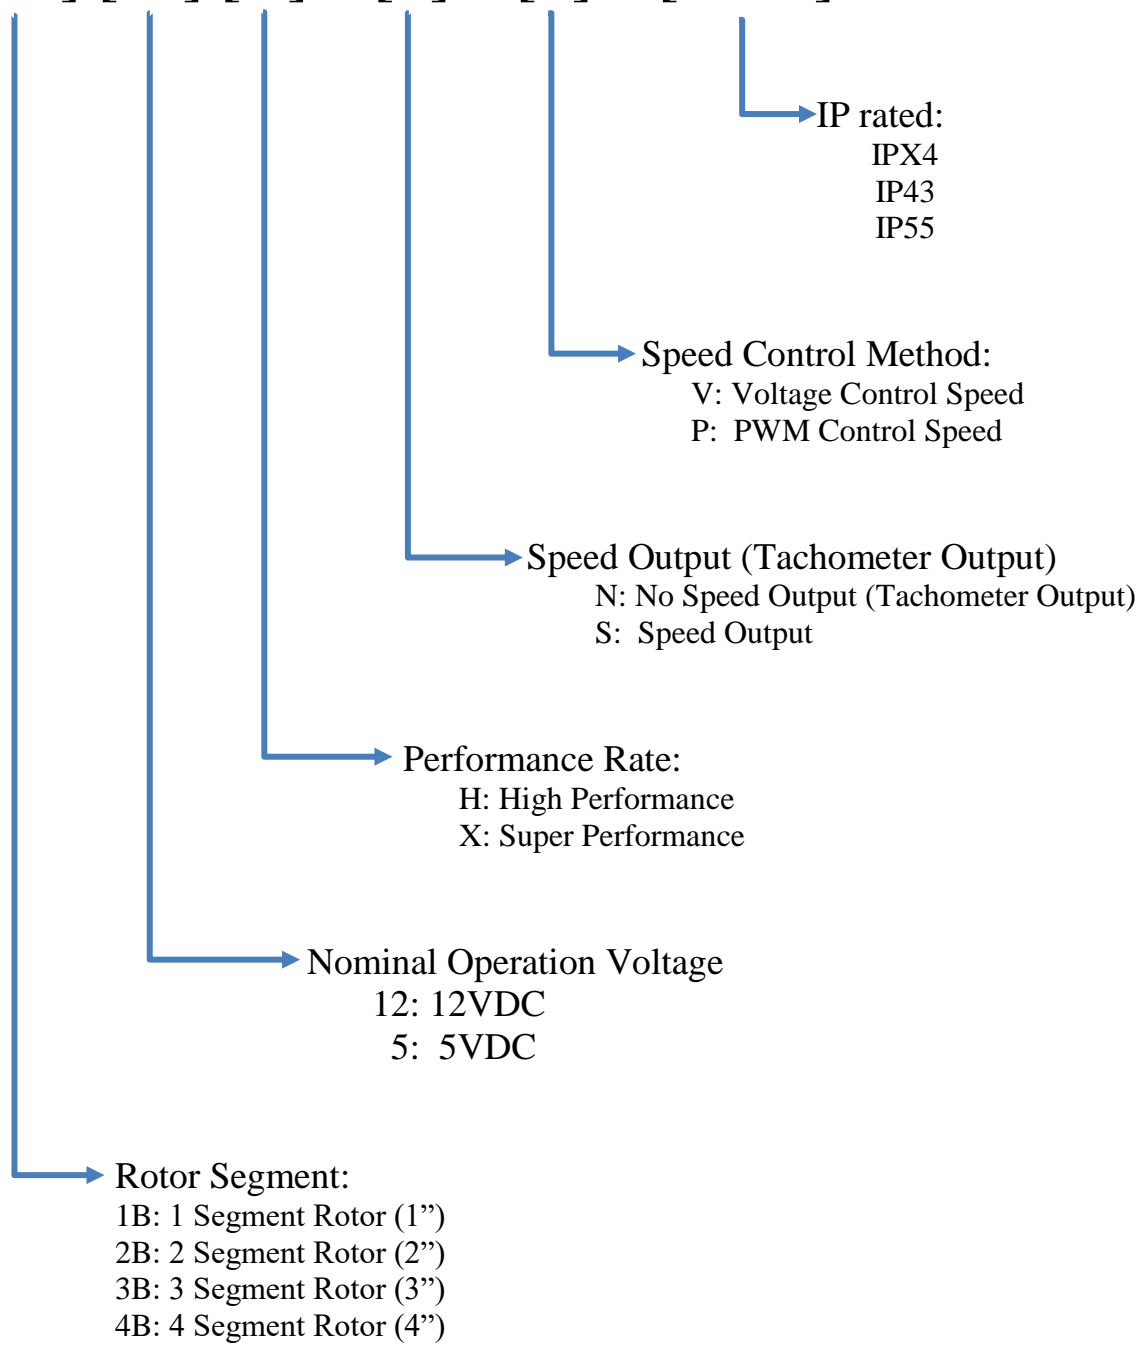 IP rated:
IPX4
IP43
IP55
Speed Control Method:
V: Voltage Control Speed
P: PWM Control Speed
Speed Output (Tachometer Output)
N: No Speed Output (Tachometer Output)
S: Speed Output
Performance Rate:
H: High Performance
X: Super Performance
Nominal Operation Voltage
12: 12VDC
5: 5VDC
Rotor Segment:
1B: 1 Segment Rotor (1”)
2B: 2 Segment Rotor (2”)
3B: 3 Segment Rotor (3”)
4B: 4 Segment Rotor (4”)